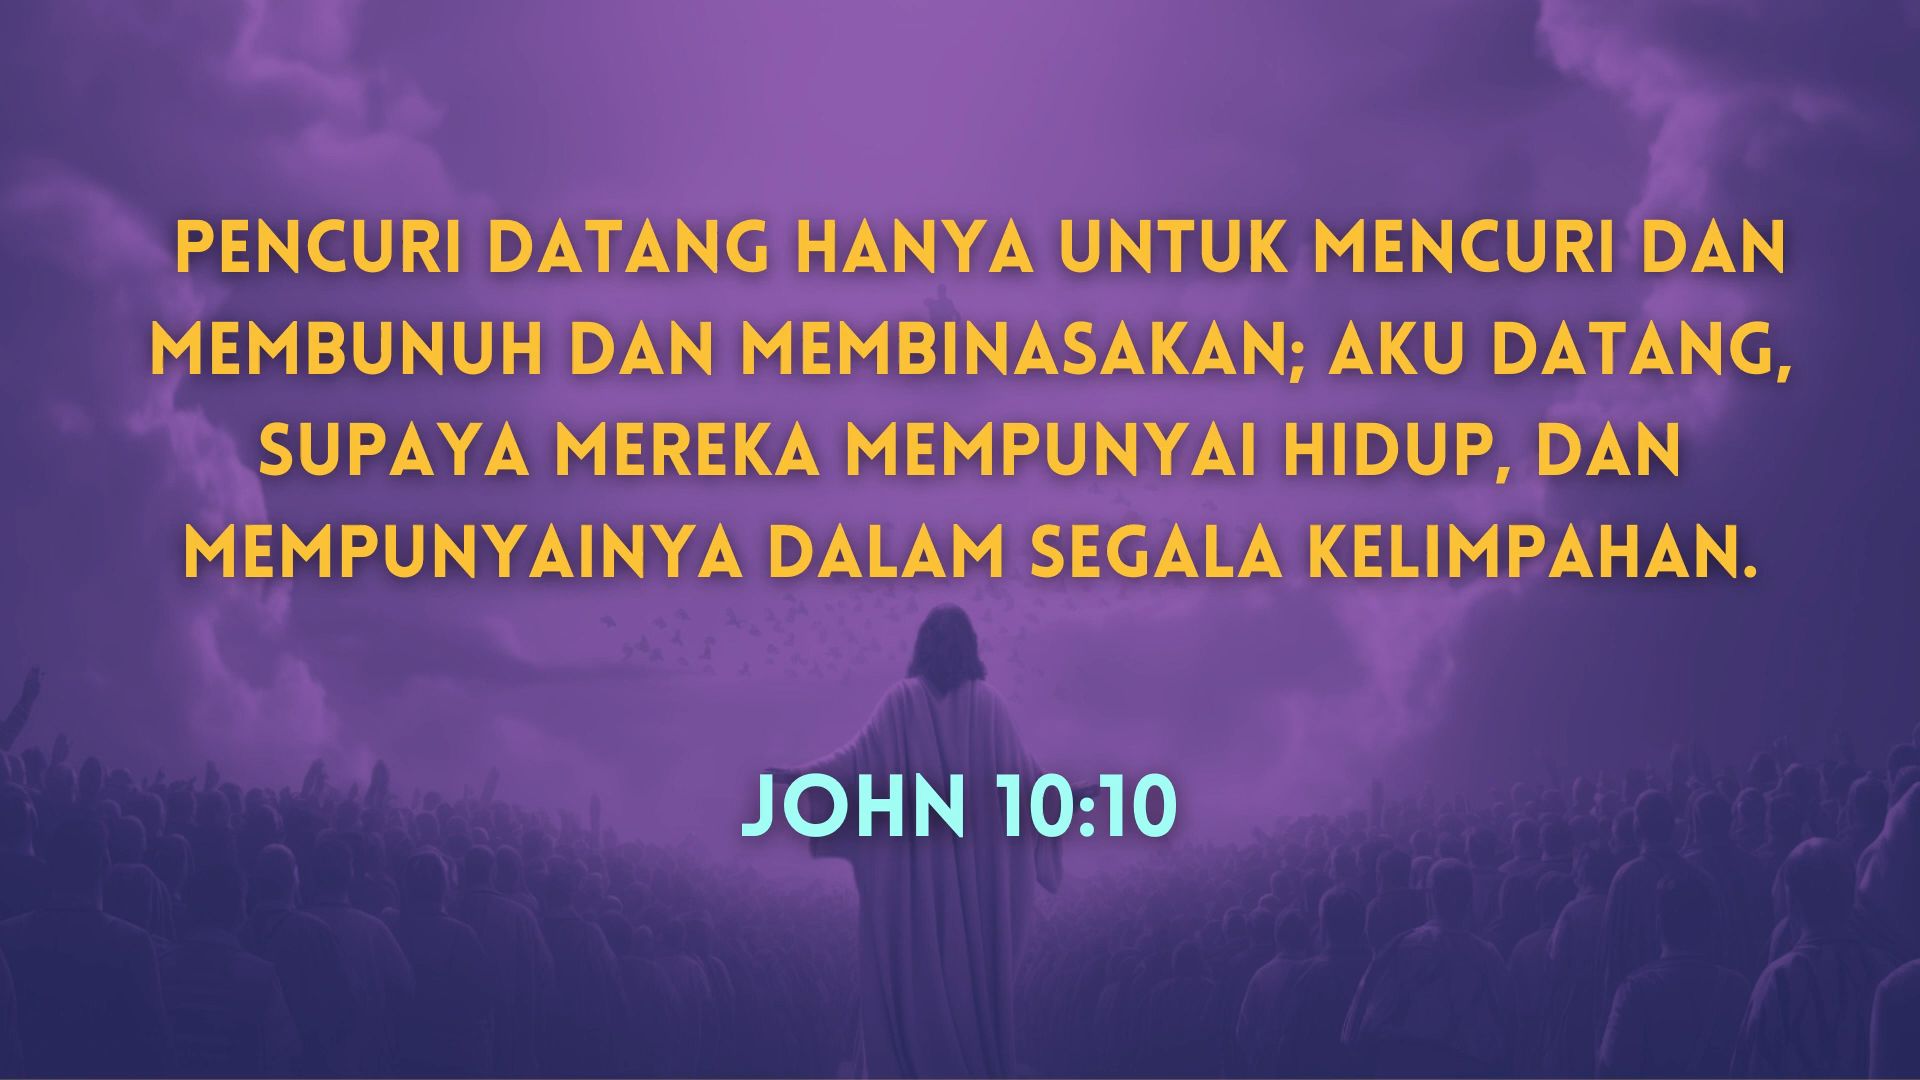 PENCURI DATANG HANYA UNTUK MENCURI DAN
MEMBUNUH DAN MEMBINASAKAN; AKU DATANG,
SUPAYA MEREKA MEMPUNYAI HIDUP, DAN
MEMPUNYAINYA DALAM SEGALA KELIMPAHAN.
JOHN 10:10